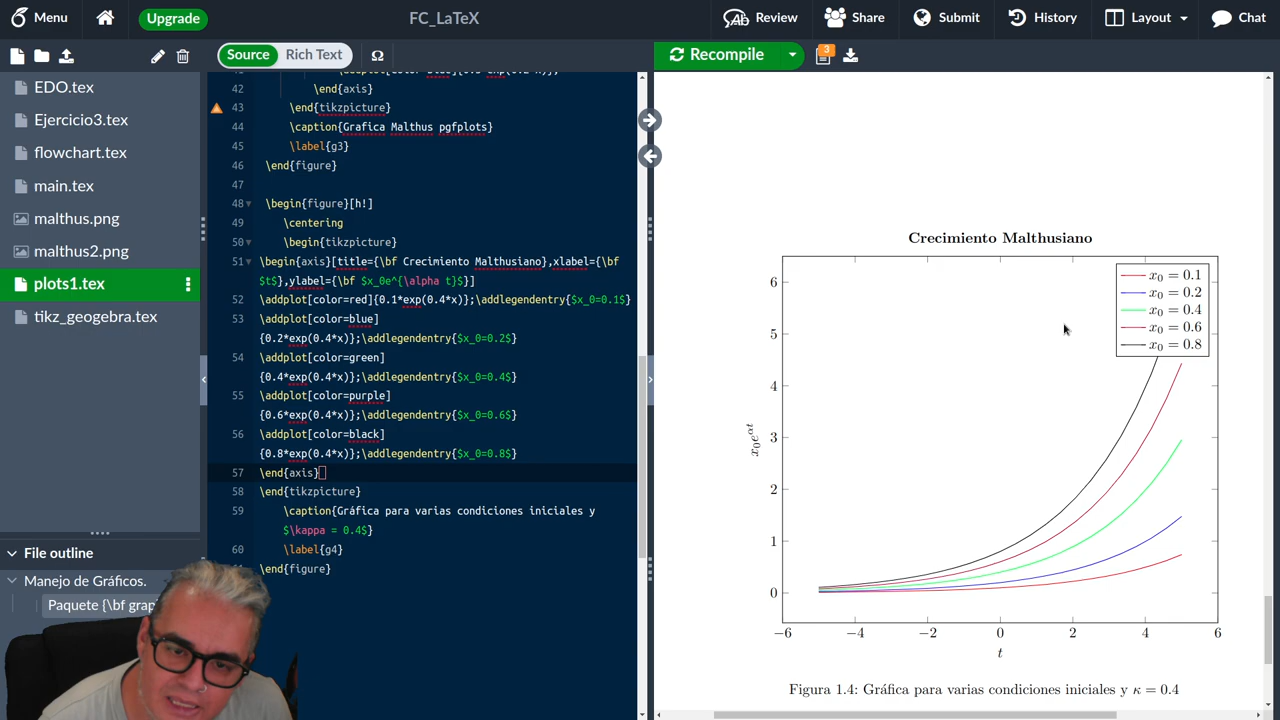 Menu
Upgrade
FC_LaTeX
Review
Share
Submit
History
Layout
Chat
Source
Rich Text
Ω
Recompile
3
EDO.tex
Ejercicio3.tex
flowchart.tex
main.tex
malthus.png
malthus2.png
plots1.tex
tikz_geogebra.tex
File outline
Manejo de Gráficos.
Paquete {\bf grap
42 \end{axis}
43 \end{tikzpicture}
44 \caption{Grafica Malthus pgfplots}
45 \label{g3}
46 \end{figure}
47
48 \begin{figure}[h!]
49 \centering
50 \begin{tikzpicture}
51 \begin{axis}[title={\bf Crecimiento Malthusiano},xlabel={\bf
$t$},ylabel={\bf $x_0e^{\alpha t}$}]
52 \addplot[color=red]{0.1*exp(0.4*x)};\addlegendentry{$x_0=0.1$}
53 \addplot[color=blue]
{0.2*exp(0.4*x)};\addlegendentry{$x_0=0.2$}
54 \addplot[color=green]
{0.4*exp(0.4*x)};\addlegendentry{$x_0=0.4$}
55 \addplot[color=purple]
{0.6*exp(0.4*x)};\addlegendentry{$x_0=0.6$}
56 \addplot[color=black]
{0.8*exp(0.4*x)};\addlegendentry{$x_0=0.8$}
57 \end{axis}
58 \end{tikzpicture}
59 \caption{Gráfica para varias condiciones iniciales y
$\kappa = 0.4$}
60 \label{g4}
\end{figure}
Crecimiento Malthusiano
x₀ = 0.1
x₀ = 0.2
x₀ = 0.4
x₀ = 0.6
x₀ = 0.8
6
5
4
3
2
1
0
x₀e^{αt}
−6 −4 −2 0 2 4 6
t
Figura 1.4: Gráfica para varias condiciones iniciales y κ = 0.4